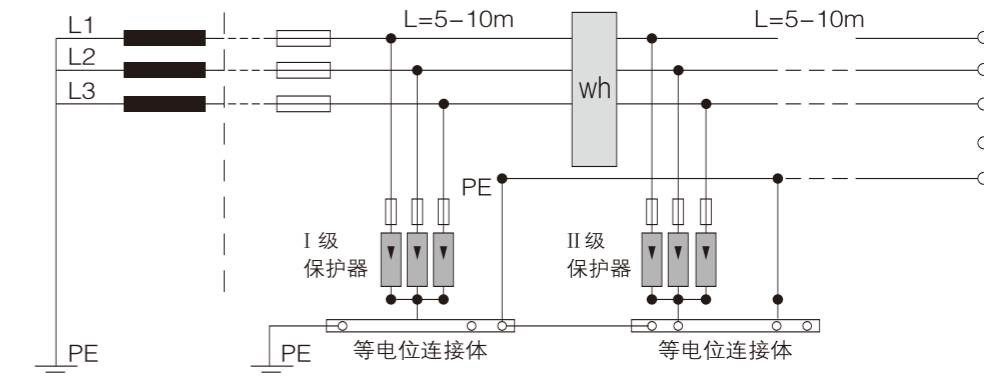 L1
L=5-10m
L=5-10m
L2
L3
wh
PE
I 级
保护器
II 级
保护器
PE
PE
等电位连接体
等电位连接体